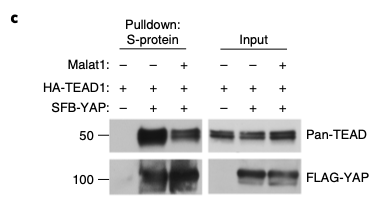 c
Pulldown:
S-protein Input
Malat1: – – + – – +
HA-TEAD1: + + + + + +
SFB-YAP: – + + – + +
50 – Pan-TEAD
100 – FLAG-YAP